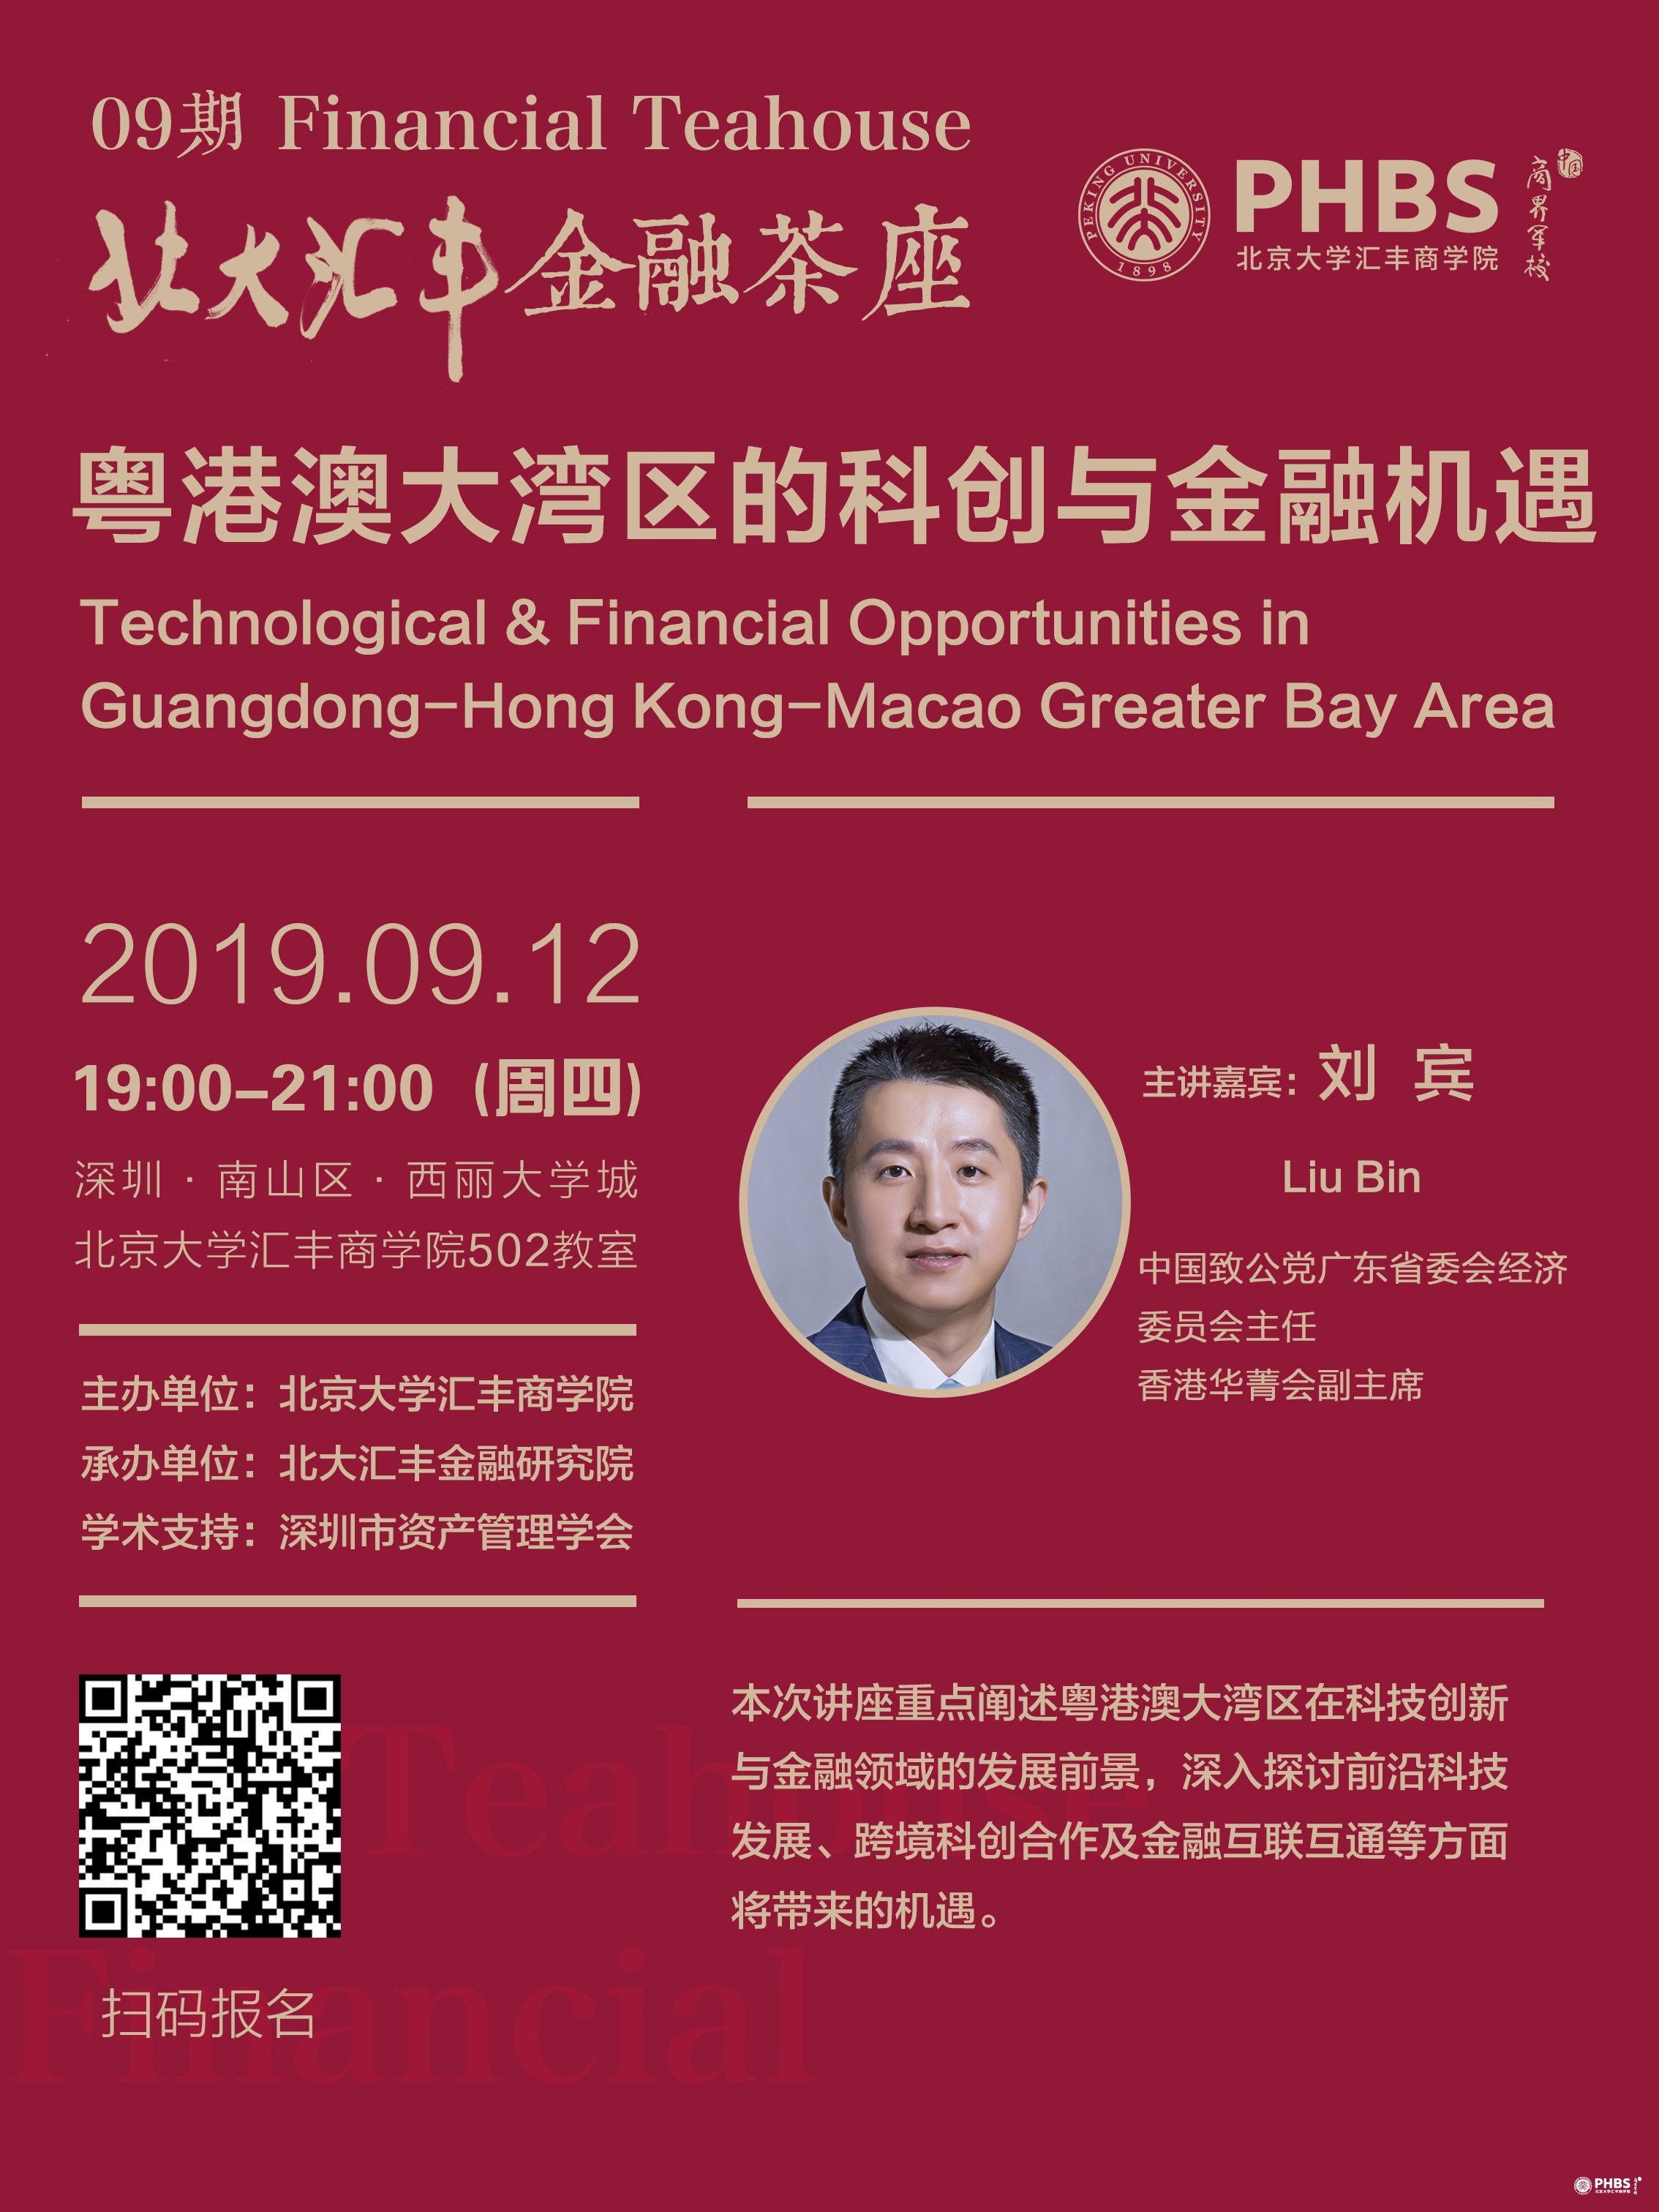 09期 Financial Teahouse
北大汇丰金融茶座
PEKING UNIVERSITY
1898
PHBS
北京大学汇丰商学院
商界军校
中国
粤港澳大湾区的科创与金融机遇
Technological & Financial Opportunities in
Guangdong-Hong Kong-Macao Greater Bay Area
2019.09.12
19:00-21:00 (周四)
深圳·南山区·西丽大学城
北京大学汇丰商学院502教室
主办单位：北京大学汇丰商学院
承办单位：北大汇丰金融研究院
学术支持：深圳市资产管理学会
主讲嘉宾：刘 宾
Liu Bin
中国致公党广东省委会经济
委员会主任
香港华菁会副主席
本次讲座重点阐述粤港澳大湾区在科技创新
与金融领域的发展前景，深入探讨前沿科技
发展、跨境科创合作及金融互联互通等方面
将带来的机遇。
扫码报名
Teahouse
Financial
PHBS
北京大学汇丰商学院